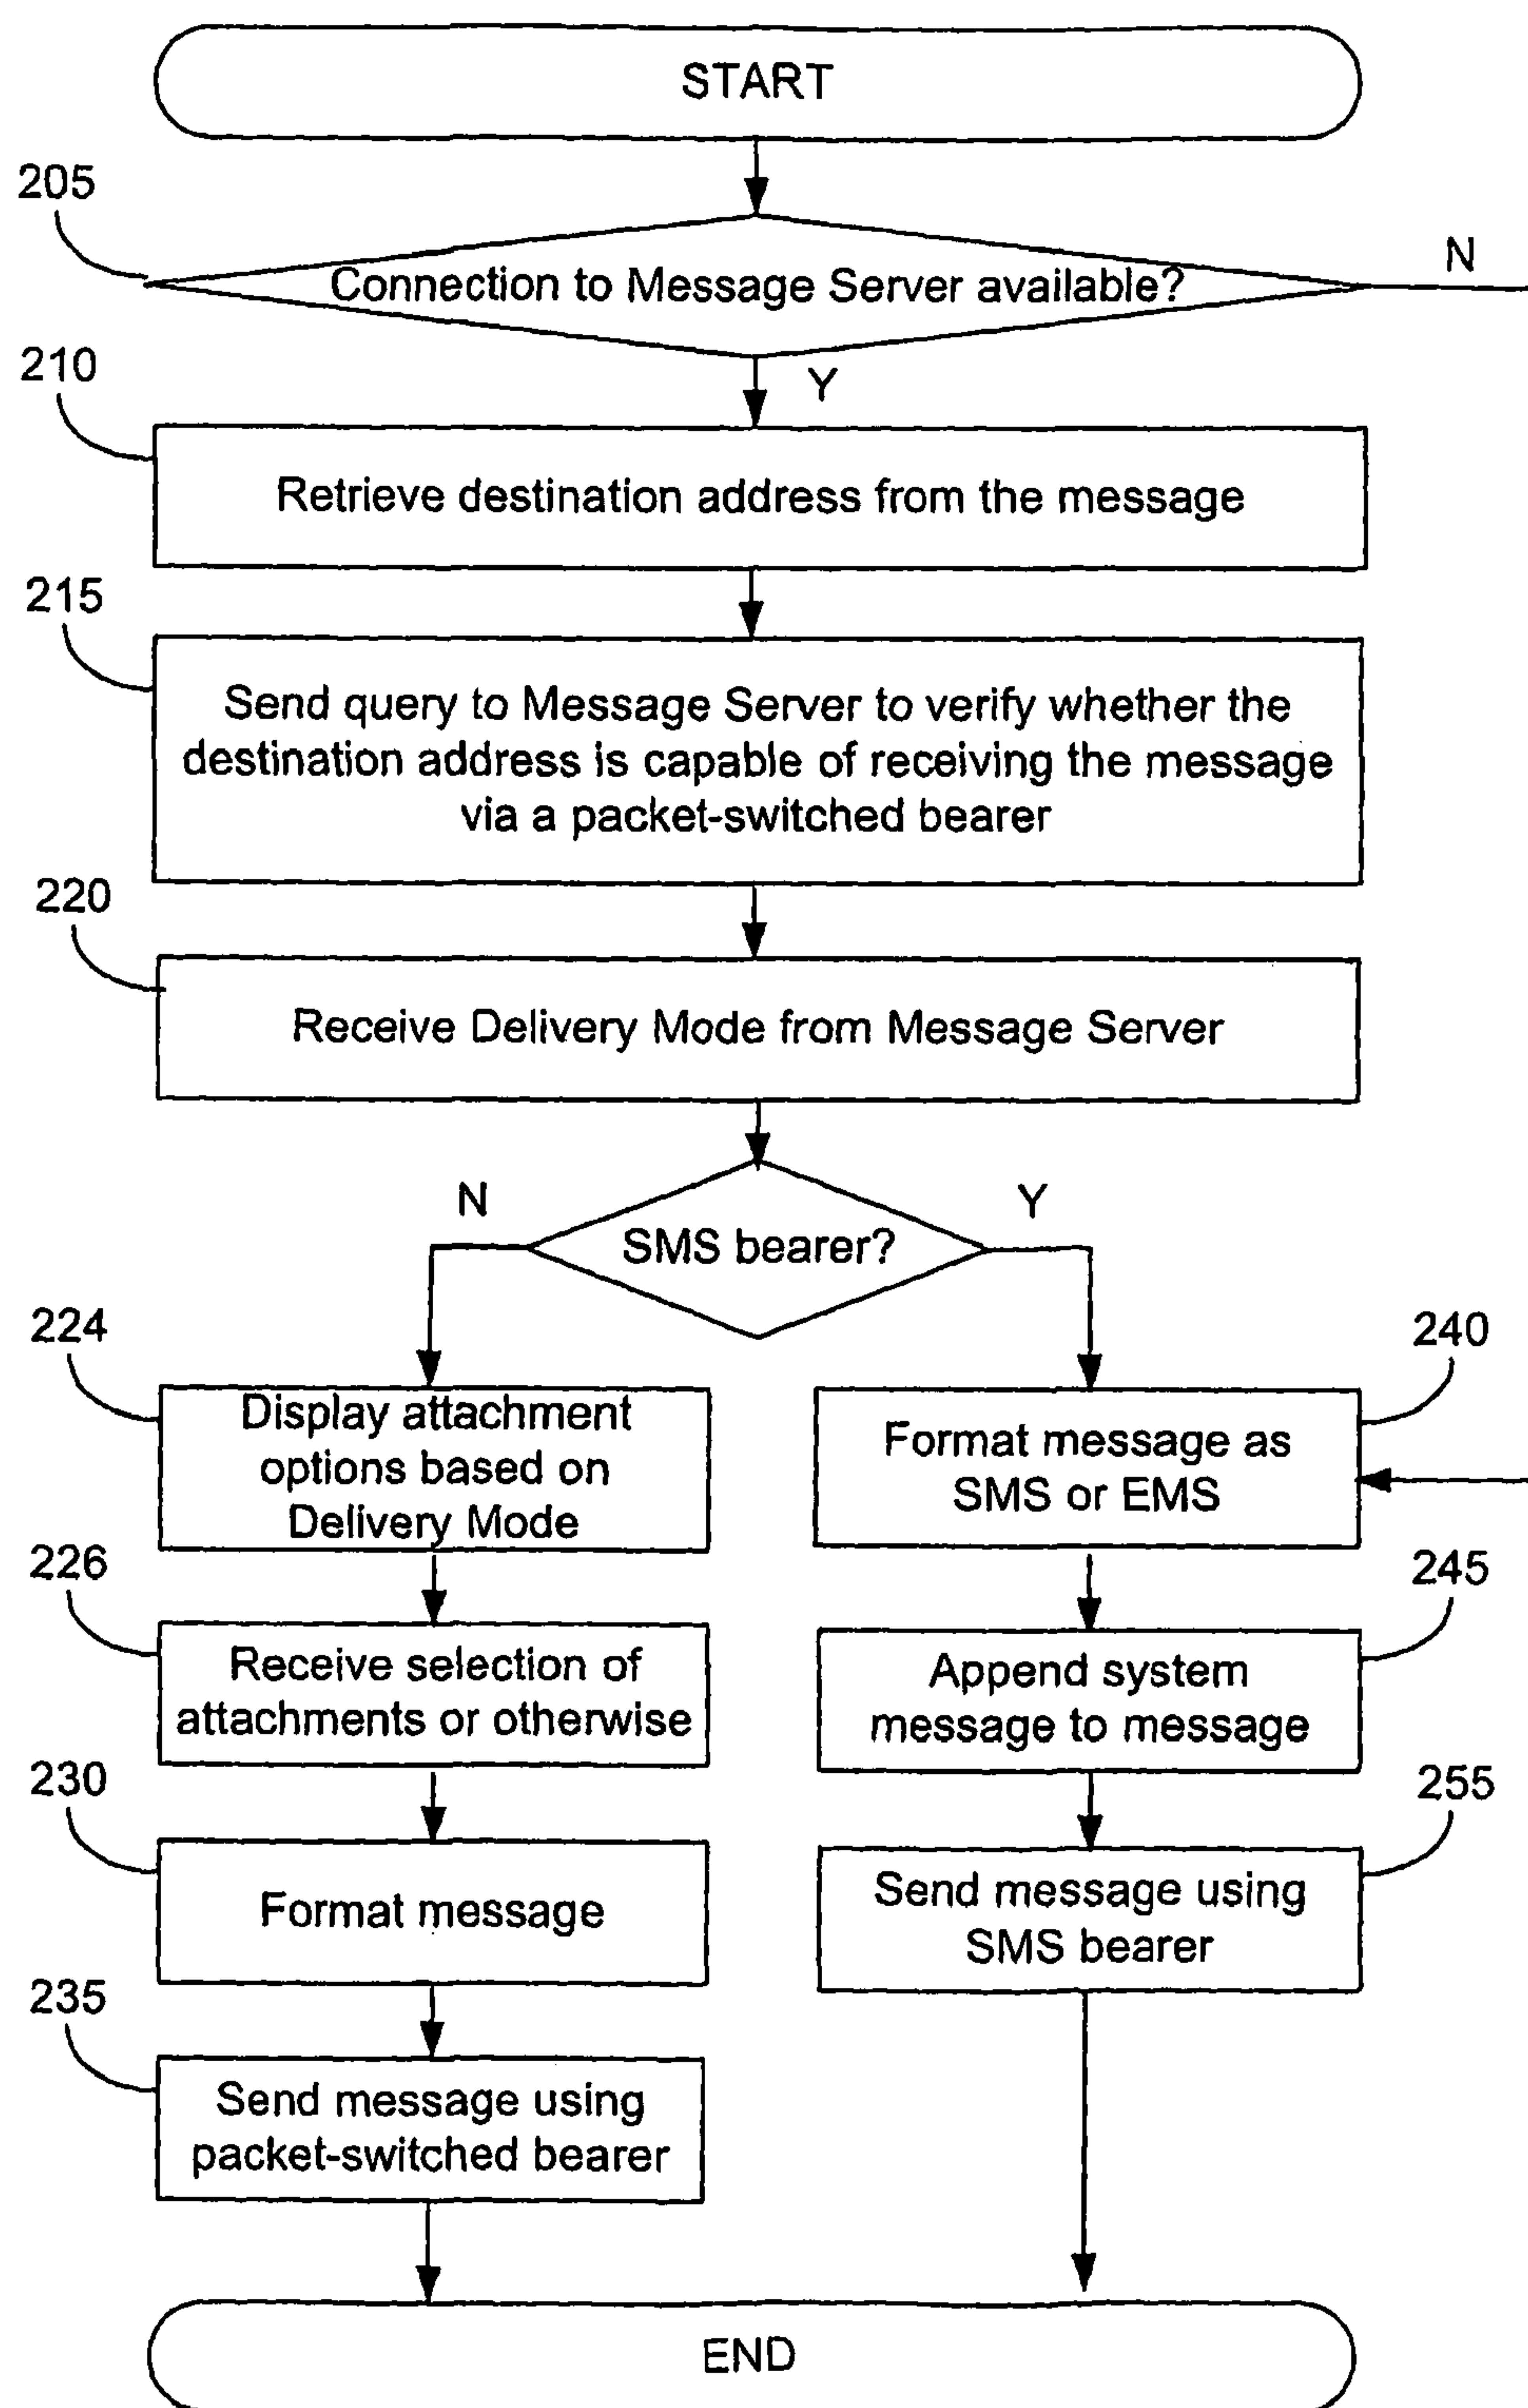 START
205
Connection to Message Server available?
N
210
Y
Retrieve destination address from the message
215
Send query to Message Server to verify whether the
destination address is capable of receiving the message
via a packet-switched bearer
220
Receive Delivery Mode from Message Server
N
SMS bearer?
Y
224
Display attachment
options based on
Delivery Mode
240
Format message as
SMS or EMS
226
Receive selection of
attachments or otherwise
245
Append system
message to message
230
Format message
255
Send message using
SMS bearer
235
Send message using
packet-switched bearer
END